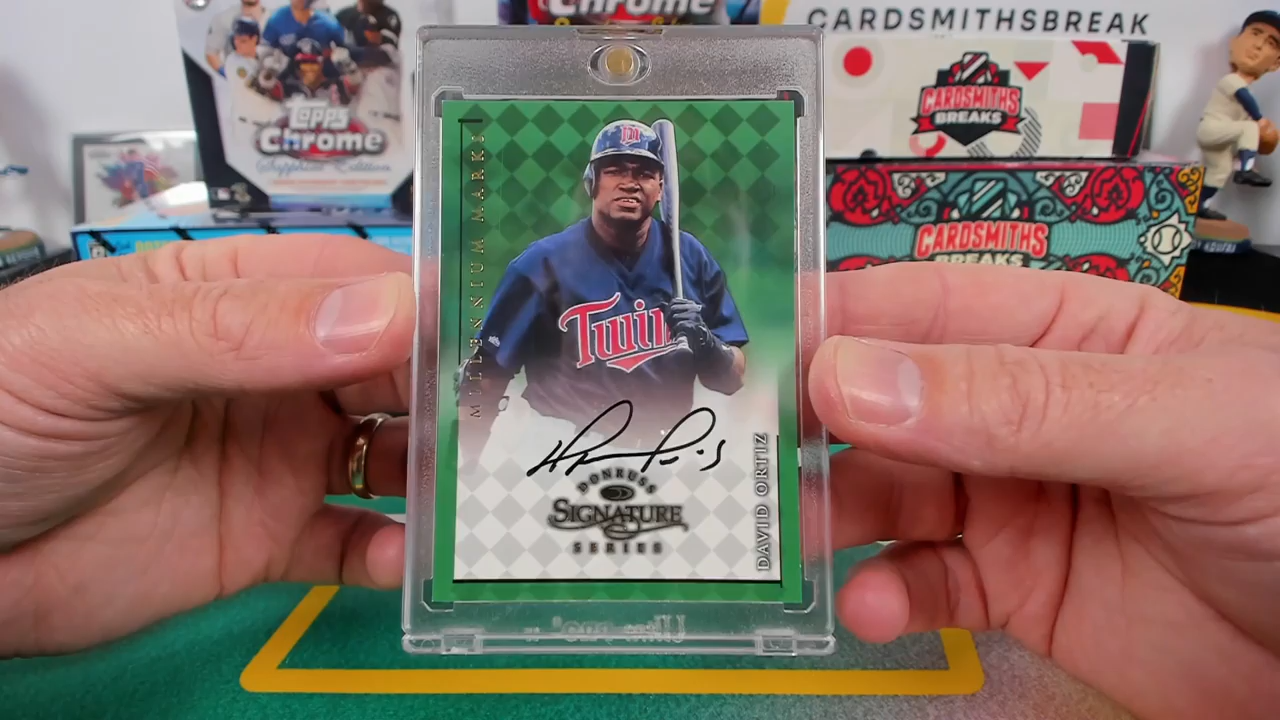 Chrome
CARDSMITHSBREAK
Topps
Chrome
Sapphire Edition
CARDSMITHS
BREAKS
CARDSMITHS
BREAKS
MILLENNIUM MARKS
Twins
DONRUSS
SIGNATURE
SERIES
DAVID ORTIZ